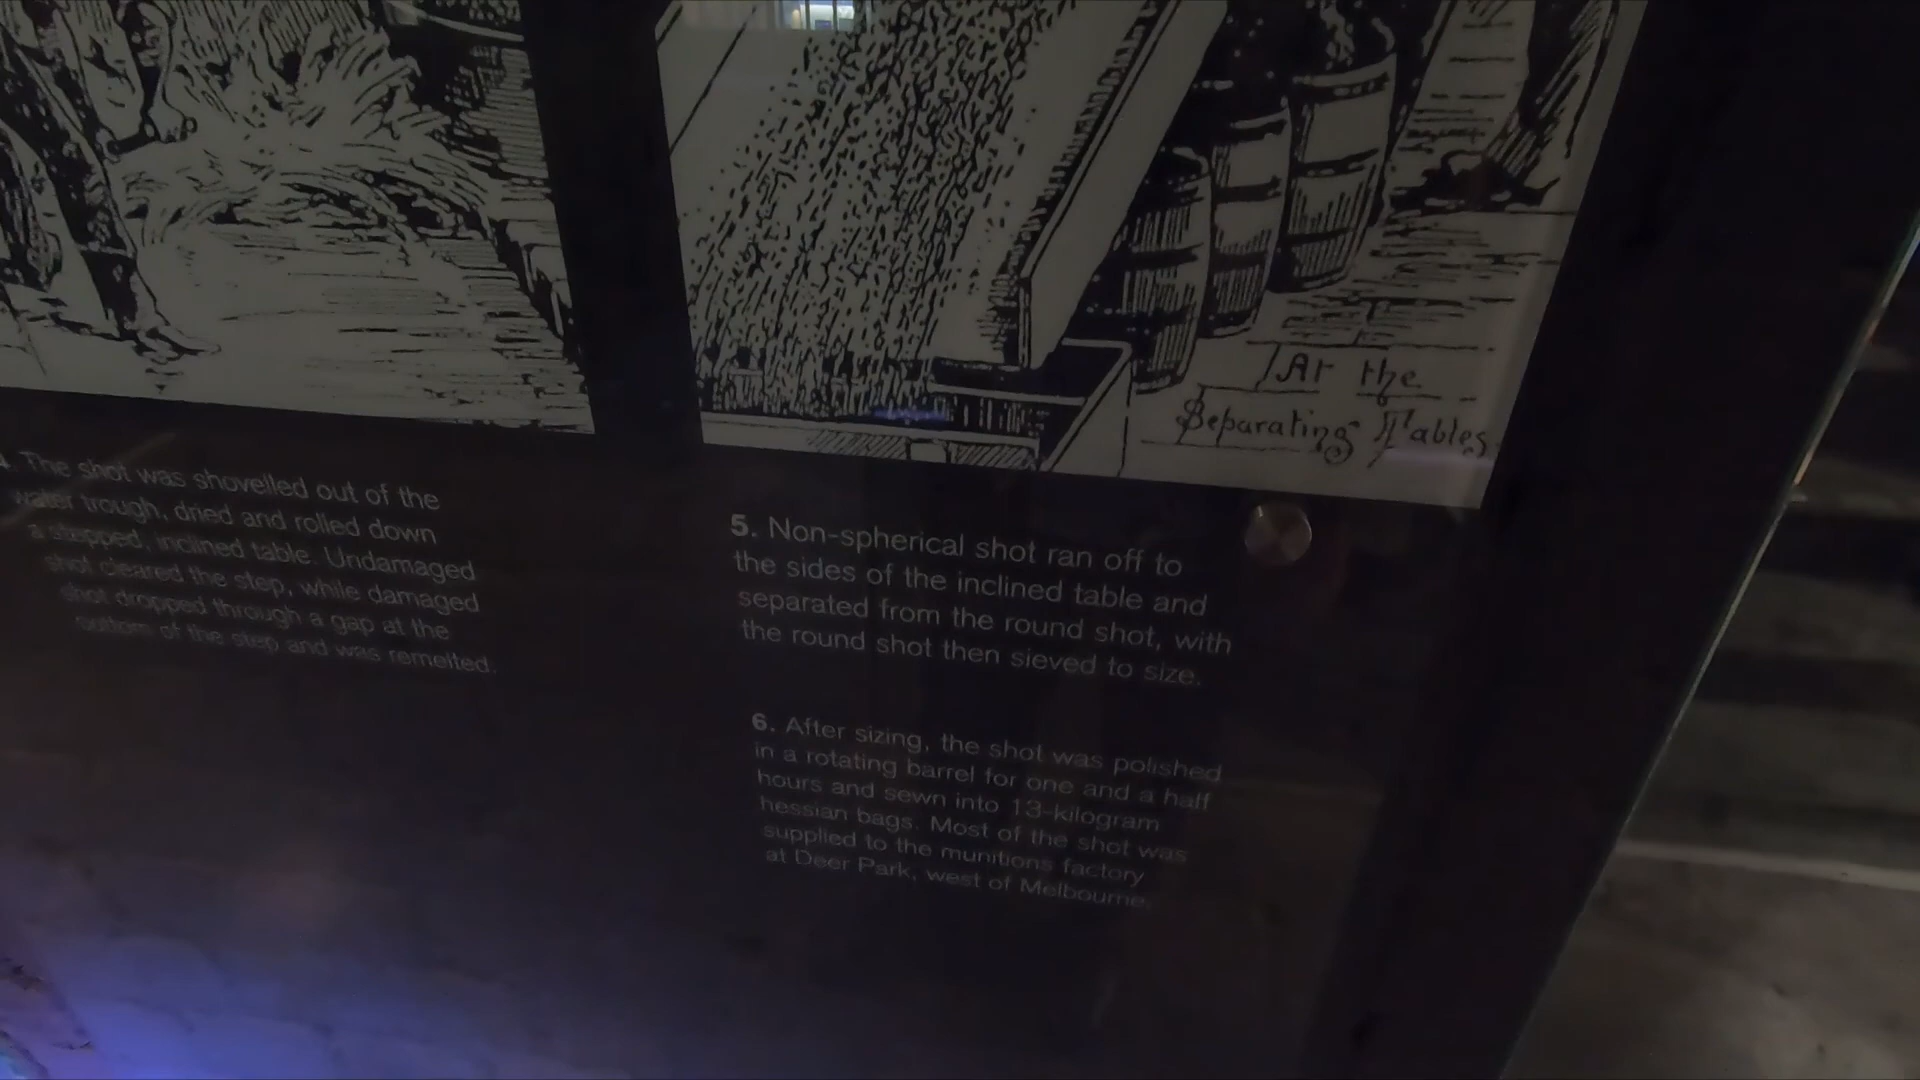 At the
Separating Tables
4. The shot was shovelled out of the
water trough, dried and rolled down
a stepped, inclined table. Undamaged
shot cleared the step, while damaged
shot dropped through a gap at the
bottom of the step and was remelted.
5. Non-spherical shot ran off to
the sides of the inclined table and
separated from the round shot, with
the round shot then sieved to size.
6. After sizing, the shot was polished
in a rotating barrel for one and a half
hours and sewn into 13-kilogram
hessian bags. Most of the shot was
supplied to the munitions factory
at Deer Park, west of Melbourne.